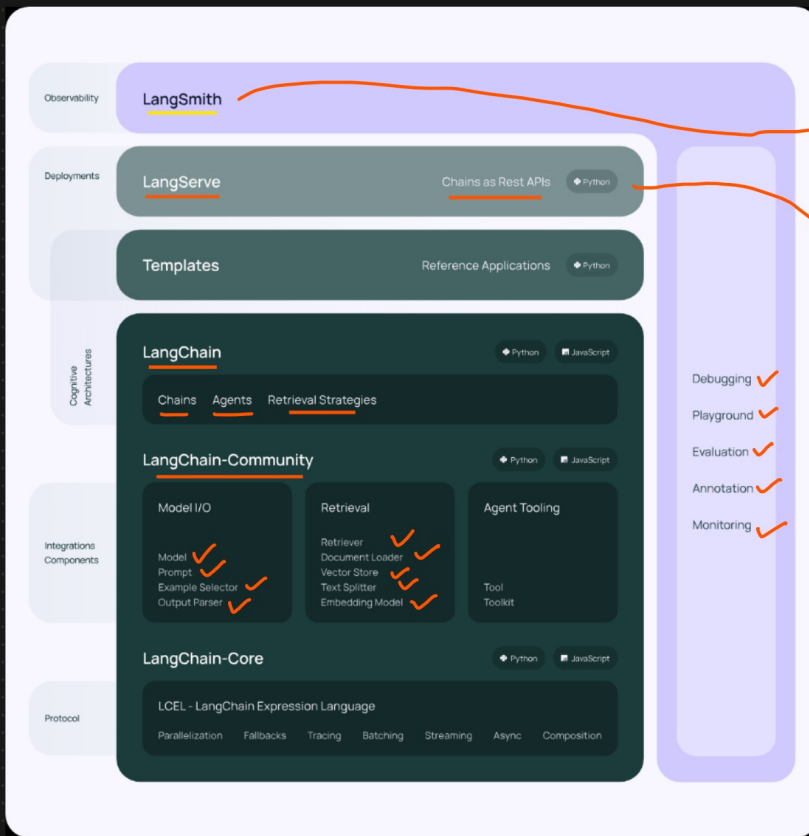 Observability
LangSmith
Deployments
LangServe
Chains as Rest APIs
Python
Templates
Reference Applications
Python
Cognitive
Architectures
LangChain
Python
JavaScript
Chains
Agents
Retrieval Strategies
LangChain-Community
Python
JavaScript
Integrations
Components
Model I/O
Model
Prompt
Example Selector
Output Parser
Retrieval
Retriever
Document Loader
Vector Store
Text Splitter
Embedding Model
Agent Tooling
Tool
Toolkit
LangChain-Core
Python
JavaScript
Protocol
LCEL - LangChain Expression Language
Parallelization
Fallbacks
Tracing
Batching
Streaming
Async
Composition
Debugging
Playground
Evaluation
Annotation
Monitoring